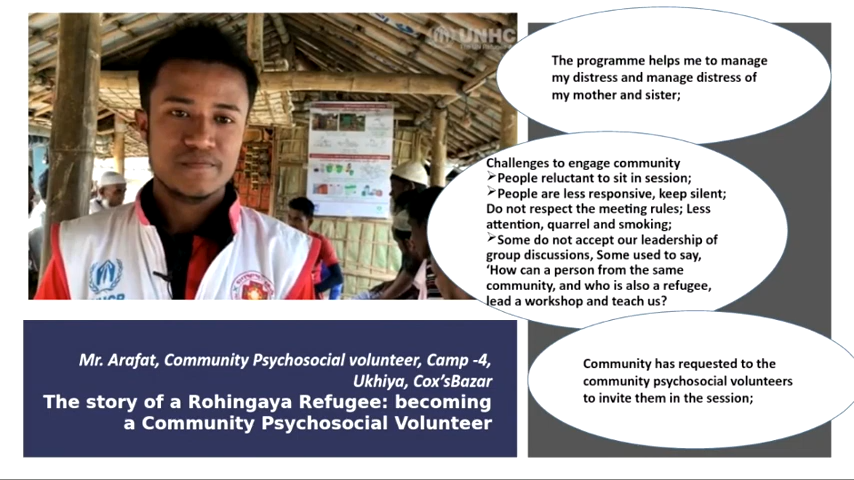 UNHC
The programme helps me to manage
my distress and manage distress of
my mother and sister;
Challenges to engage community
➢People reluctant to sit in session;
➢People are less responsive, keep silent;
Do not respect the meeting rules; Less
attention, quarrel and smoking;
➢Some do not accept our leadership of
group discussions, Some used to say,
‘How can a person from the same
community, and who is also a refugee,
lead a workshop and teach us?
Community has requested to the
community psychosocial volunteers
to invite them in the session;
Mr. Arafat, Community Psychosocial volunteer, Camp -4,
Ukhiya, Cox’sBazar
The story of a Rohingaya Refugee: becoming
a Community Psychosocial Volunteer